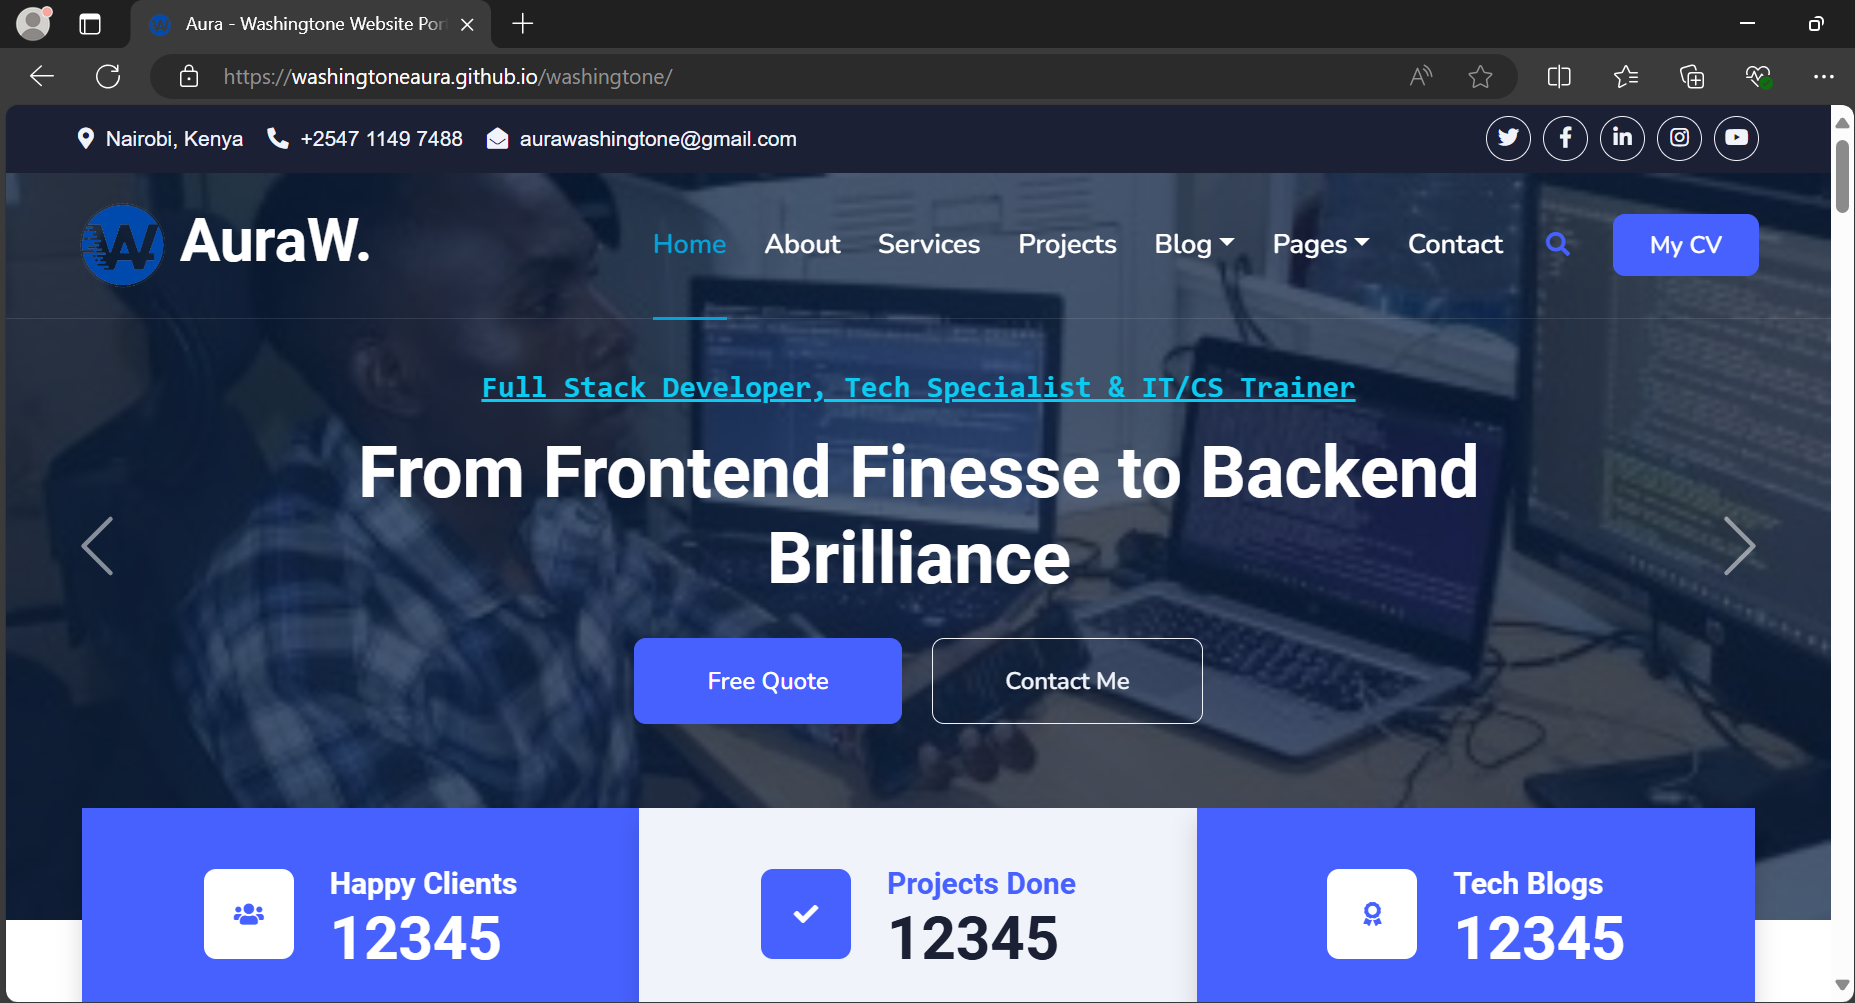 Aura - Washingtone Website Por
https://washingtoneaura.github.io/washingtone/
Nairobi, Kenya +2547 1149 7488 aurawashingtone@gmail.com
AuraW.
Home About Services Projects Blog Pages Contact My CV
Full Stack Developer, Tech Specialist & IT/CS Trainer
From Frontend Finesse to Backend
Brilliance
Free Quote Contact Me
Happy Clients
12345
Projects Done
12345
Tech Blogs
12345